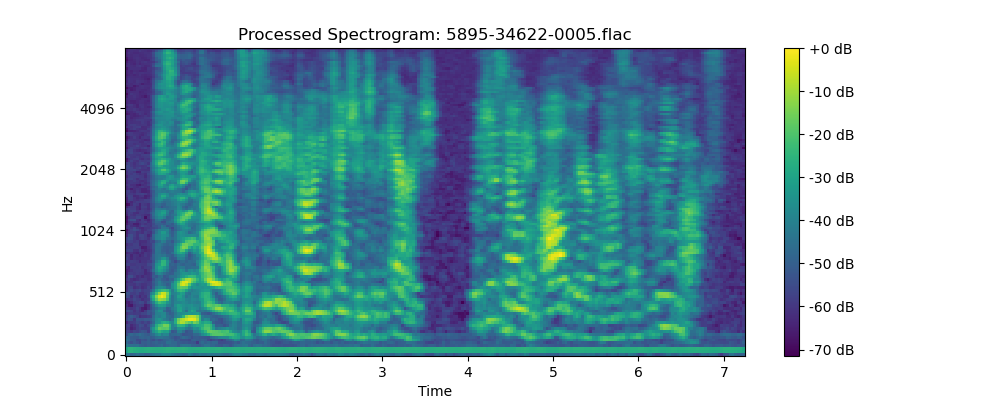 Processed Spectrogram: 5895-34622-0005.flac
Hz
4096
2048
1024
512
0
0 1 2 3 4 5 6 7
Time
+0 dB
-10 dB
-20 dB
-30 dB
-40 dB
-50 dB
-60 dB
-70 dB